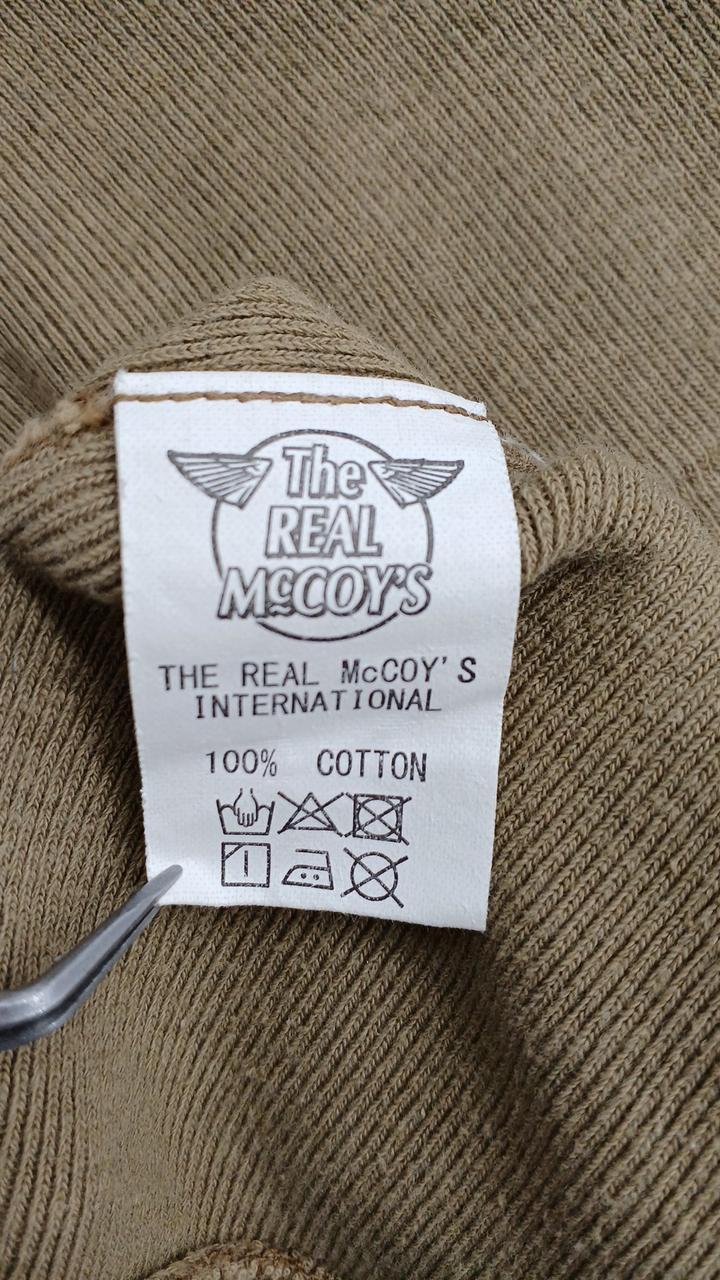 The
REAL
McCOY'S
THE REAL McCOY'S
INTERNATIONAL
100% COTTON